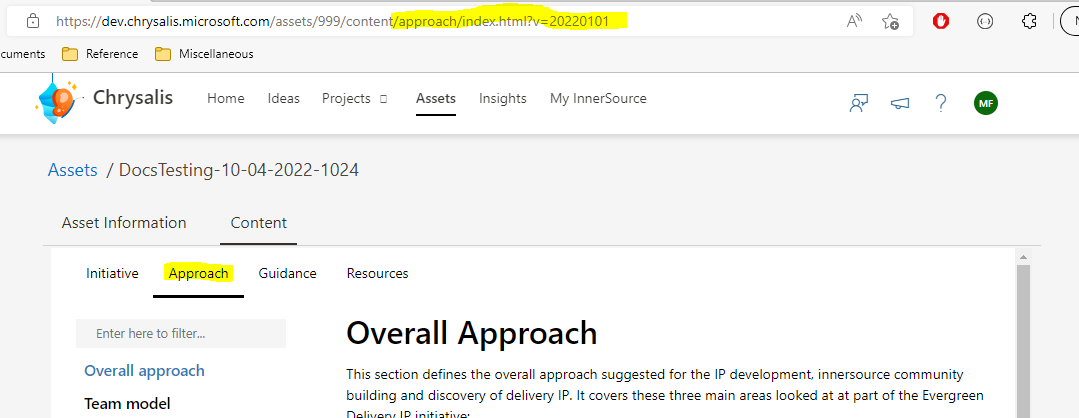 https://dev.chrysalis.microsoft.com/assets/999/content/approach/index.html?v=20220101
cuments Reference Miscellaneous
Chrysalis Home Ideas Projects Assets Insights My InnerSource MF
Assets / DocsTesting-10-04-2022-1024
Asset Information Content
Initiative Approach Guidance Resources
Enter here to filter...
Overall approach
Team model
Overall Approach
This section defines the overall approach suggested for the IP development, innersource community
building and discovery of delivery IP. It covers these three main areas looked at at part of the Evergreen
Delivery IP initiative: